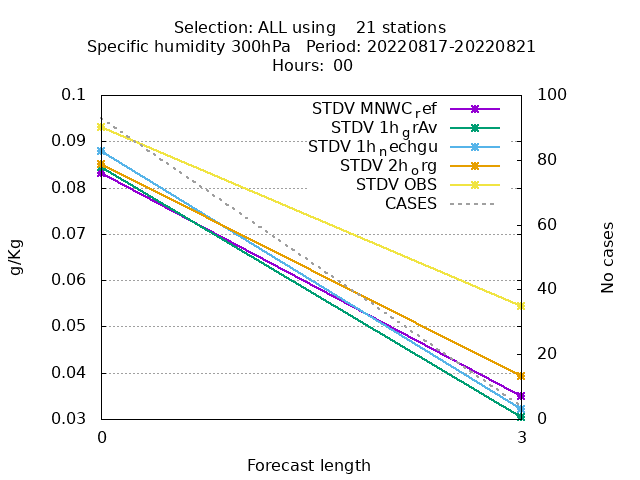 Selection: ALL using    21 stations
Specific humidity 300hPa   Period: 20220817-20220821
Hours:  00
0.1
0.09
0.08
0.07
0.06
0.05
0.04
0.03
g/Kg
STDV MNWC_ref
STDV 1h_grAv
STDV 1h_nechgu
STDV 2h_org
STDV OBS
CASES
100
80
60
40
20
0
No cases
0
3
Forecast length